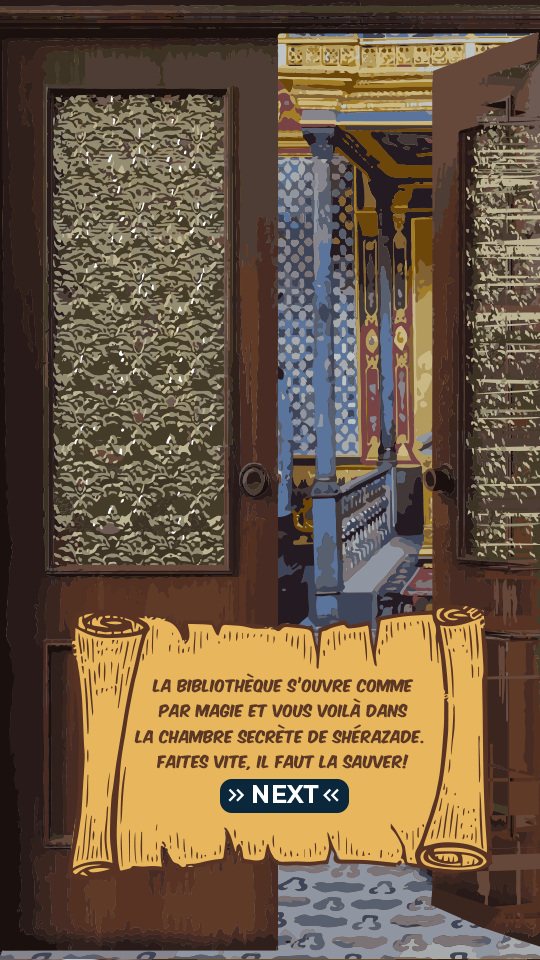 LA BIBLIOTHÈQUE S'OUVRE COMME
PAR MAGIE ET VOUS VOILÀ DANS
LA CHAMBRE SECRÈTE DE SHÉRAZADE.
FAITES VITE, IL FAUT LA SAUVER!
» NEXT «